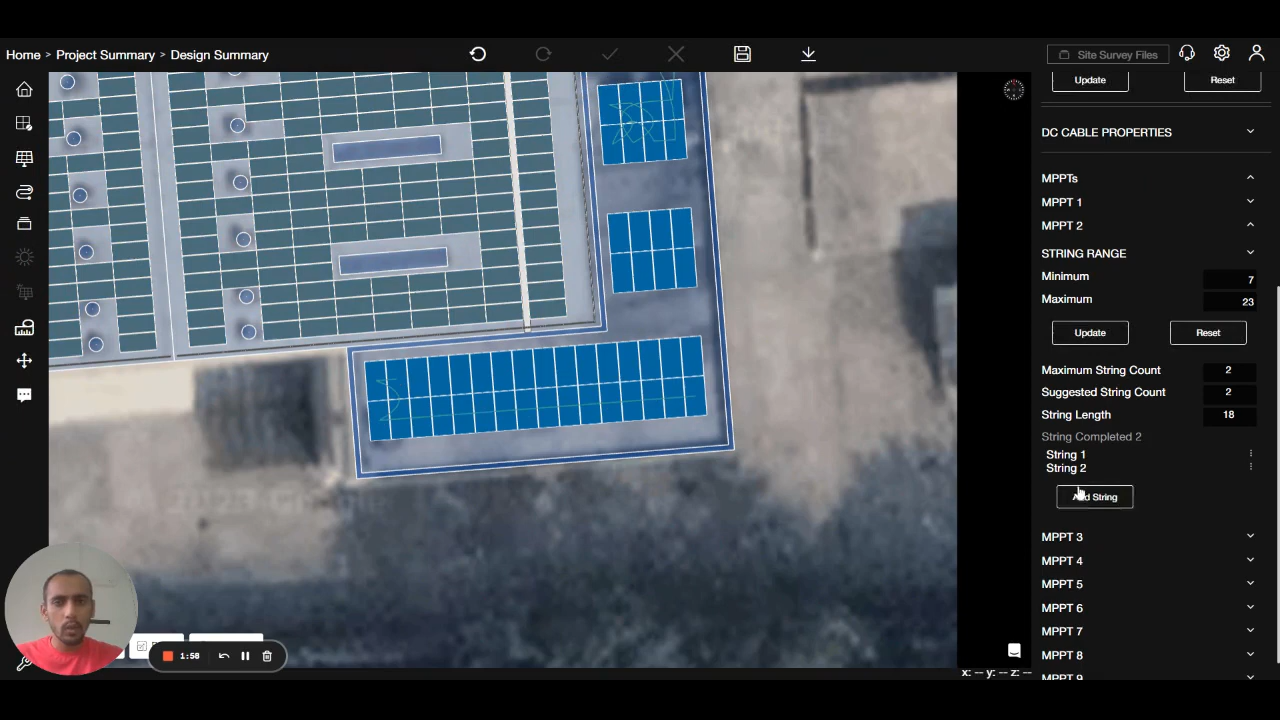 Home > Project Summary > Design Summary
Site Survey Files
Update
Reset
DC CABLE PROPERTIES
MPPTs
MPPT 1
MPPT 2
STRING RANGE
Minimum 7
Maximum 23
Update
Reset
Maximum String Count 2
Suggested String Count 2
String Length 18
String Completed 2
String 1
String 2
Add String
MPPT 3
MPPT 4
MPPT 5
MPPT 6
MPPT 7
MPPT 8
MPPT 9
1:58
x: -- y: -- z: --